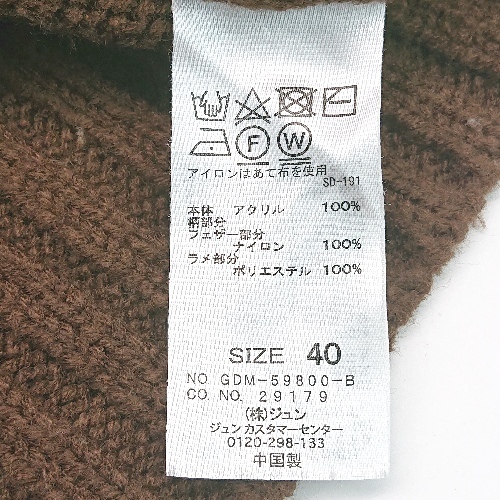 F W
アイロンはあて布を使用
SD-191
本体 アクリル 100%
柄部分
フェザー部分
ナイロン 100%
ラメ部分
ポリエステル 100%
SIZE 40
NO. GDM-59800-B
CO. NO. 29179
(株)ジュン
ジュンカスタマーセンター
0120-298-133
中国製